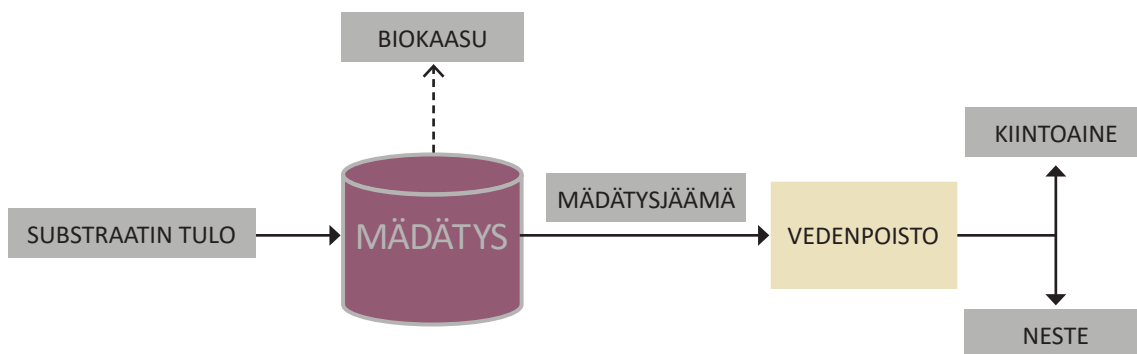 BIOKAASU
KIINTOAINE
MÄDÄTYSJÄÄMÄ
SUBSTRAATIN TULO
MÄDÄTYS
VEDENPOISTO
NESTE